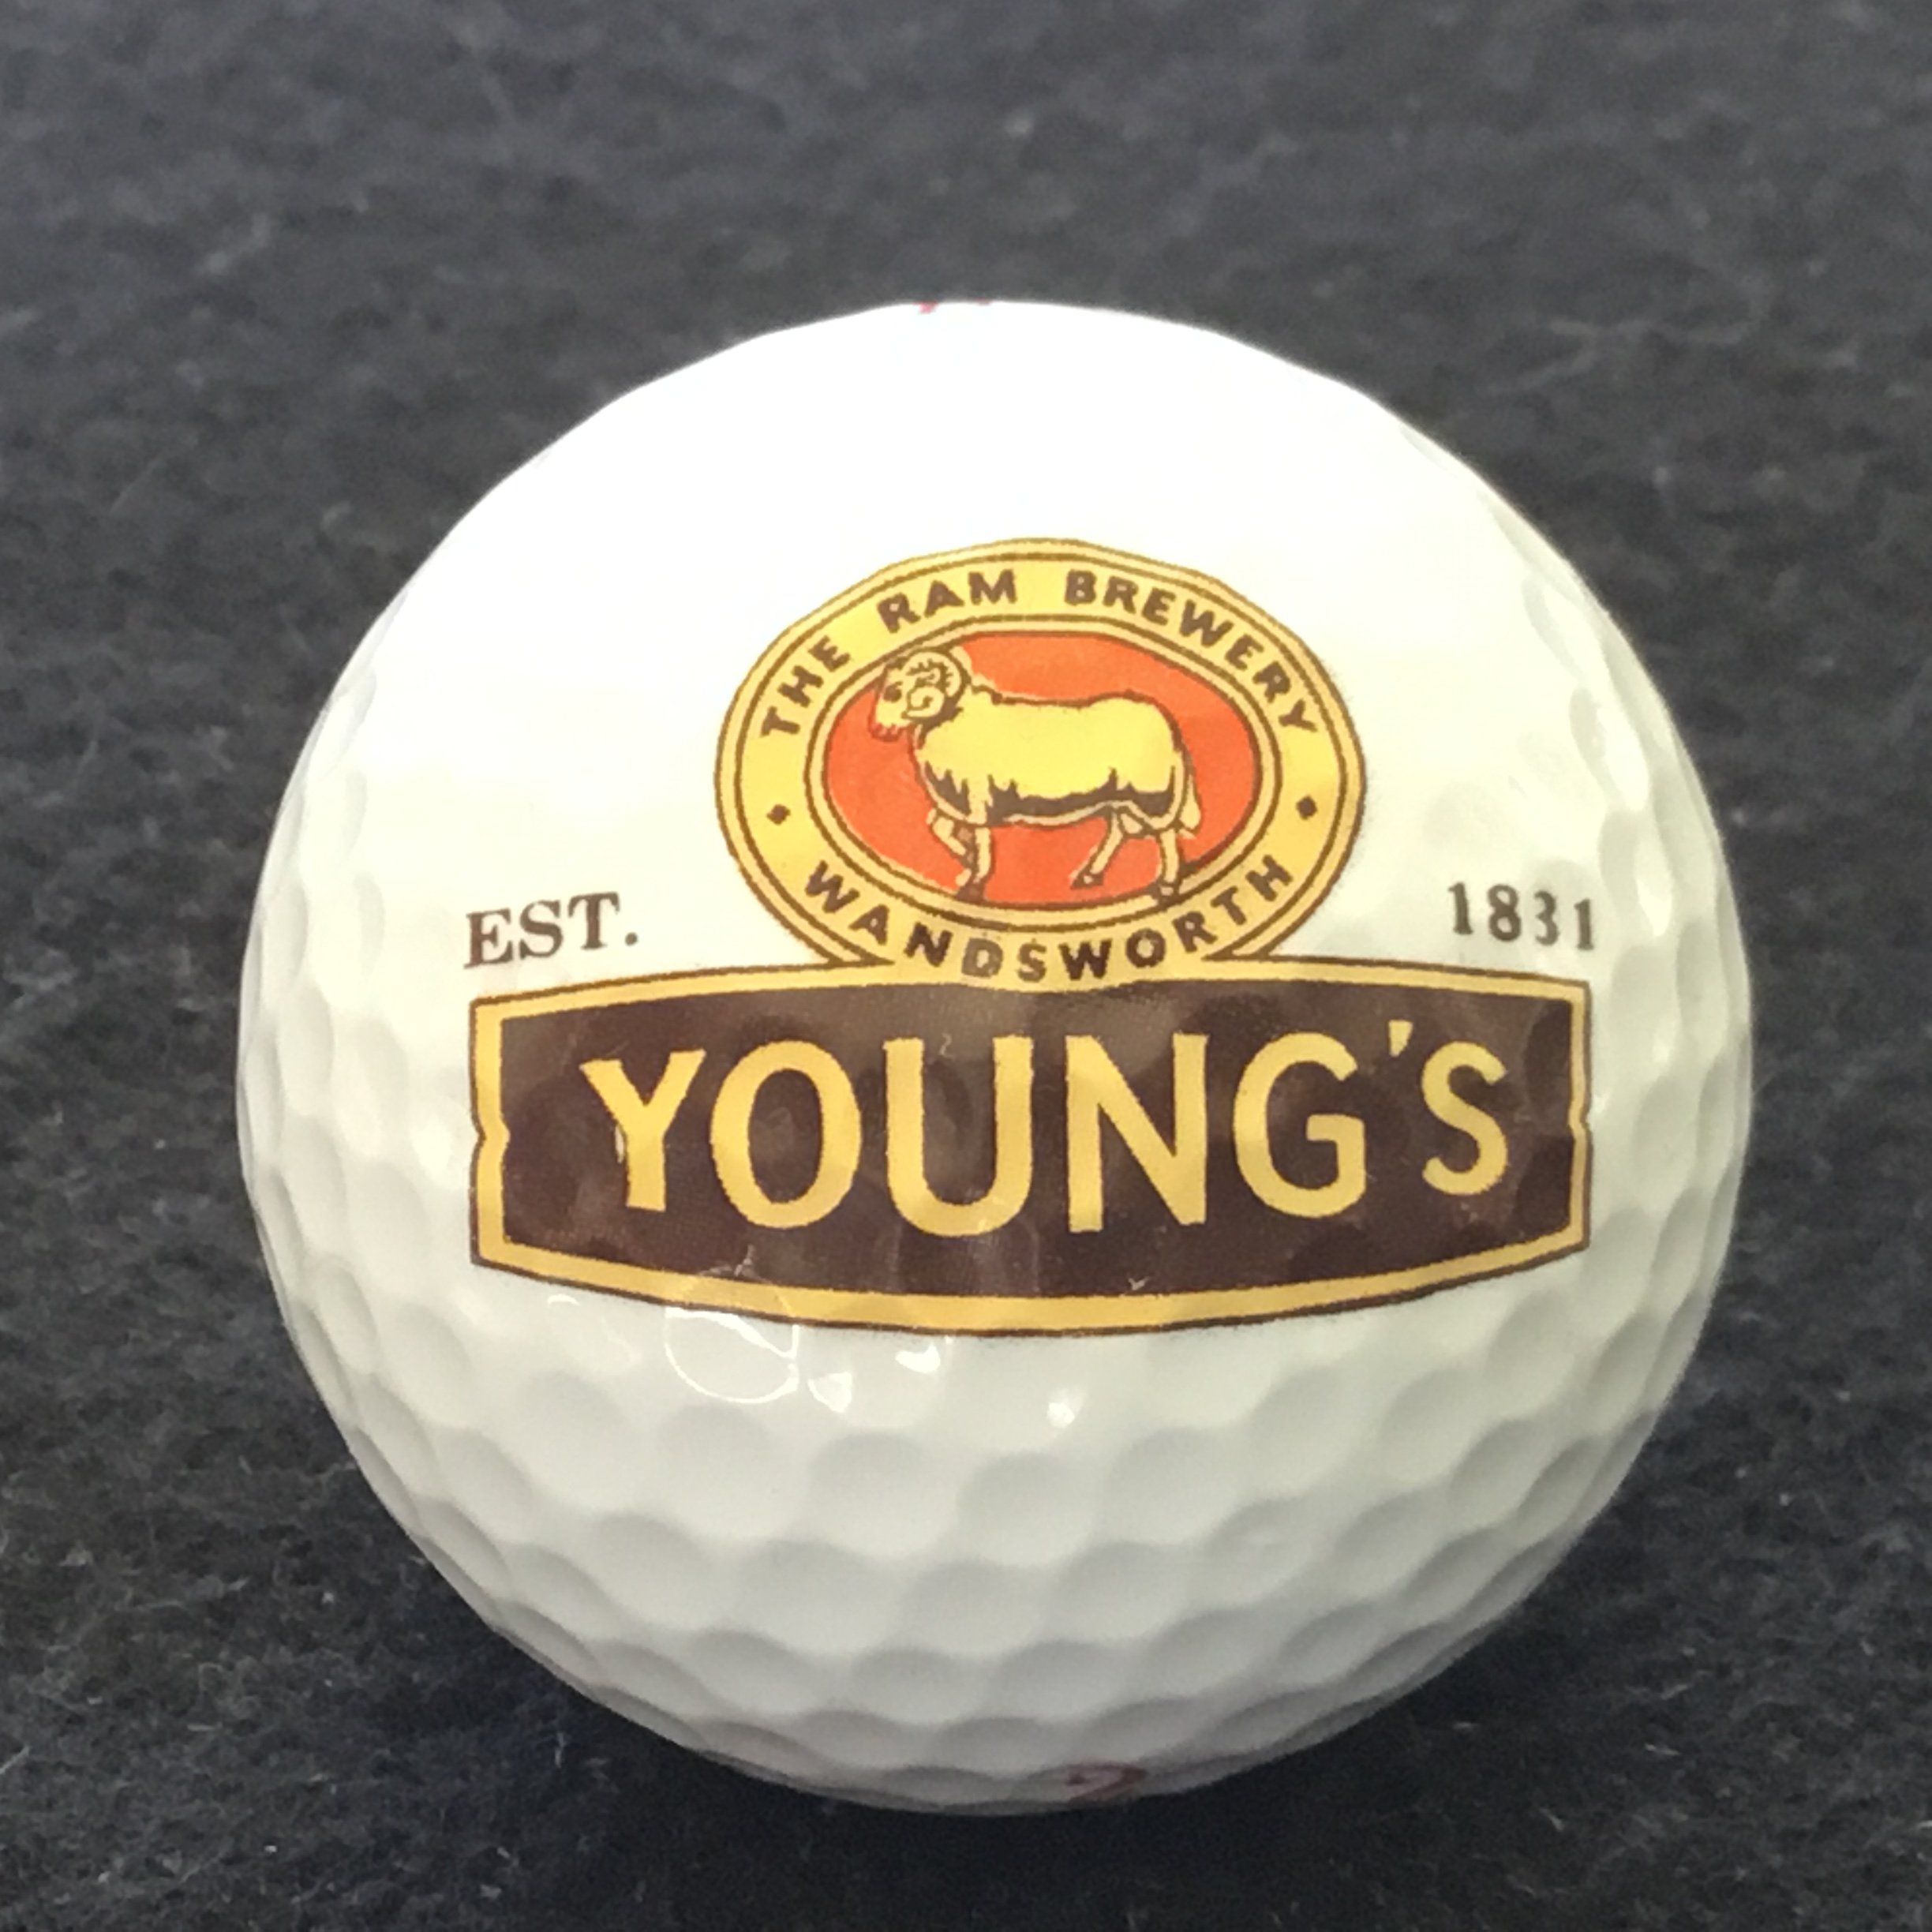 THE RAM BREWERY
WANDSWORTH
EST. 1831
YOUNG'S